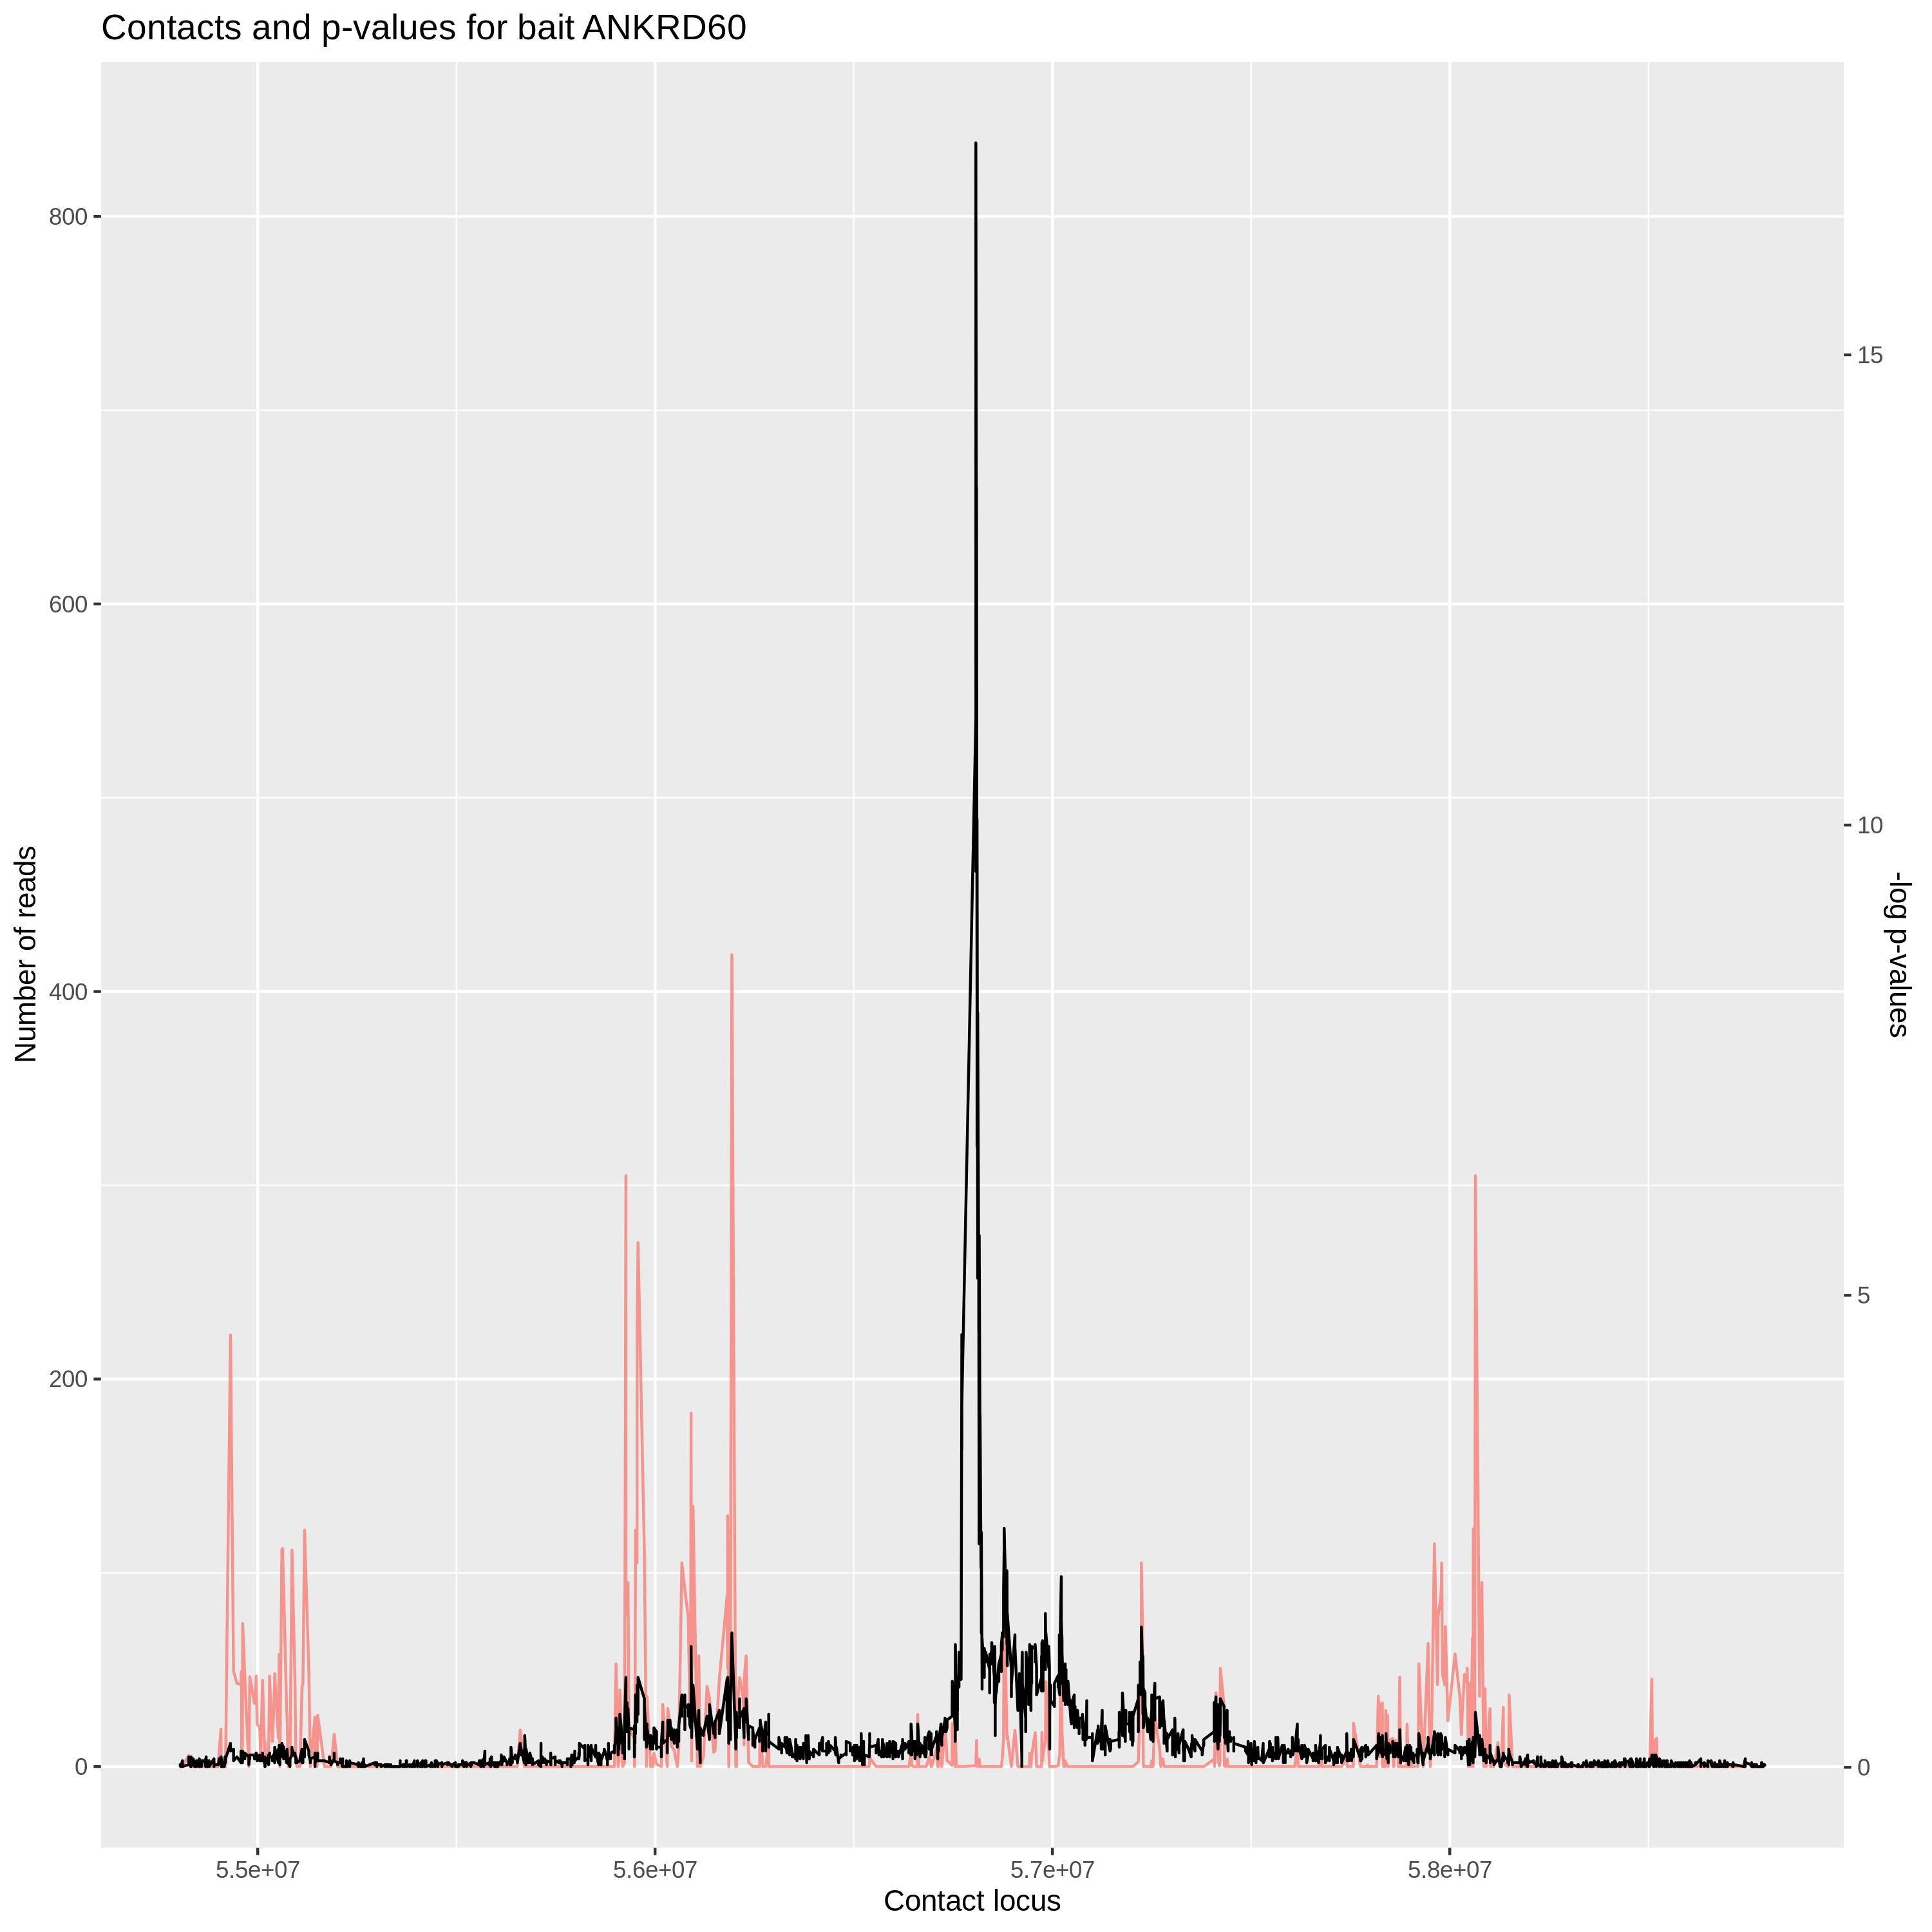 Contacts and p-values for bait ANKRD60
800
600
400
200
0
Number of reads
15
10
5
0
-log p-values
5.5e+07
5.6e+07
5.7e+07
5.8e+07
Contact locus